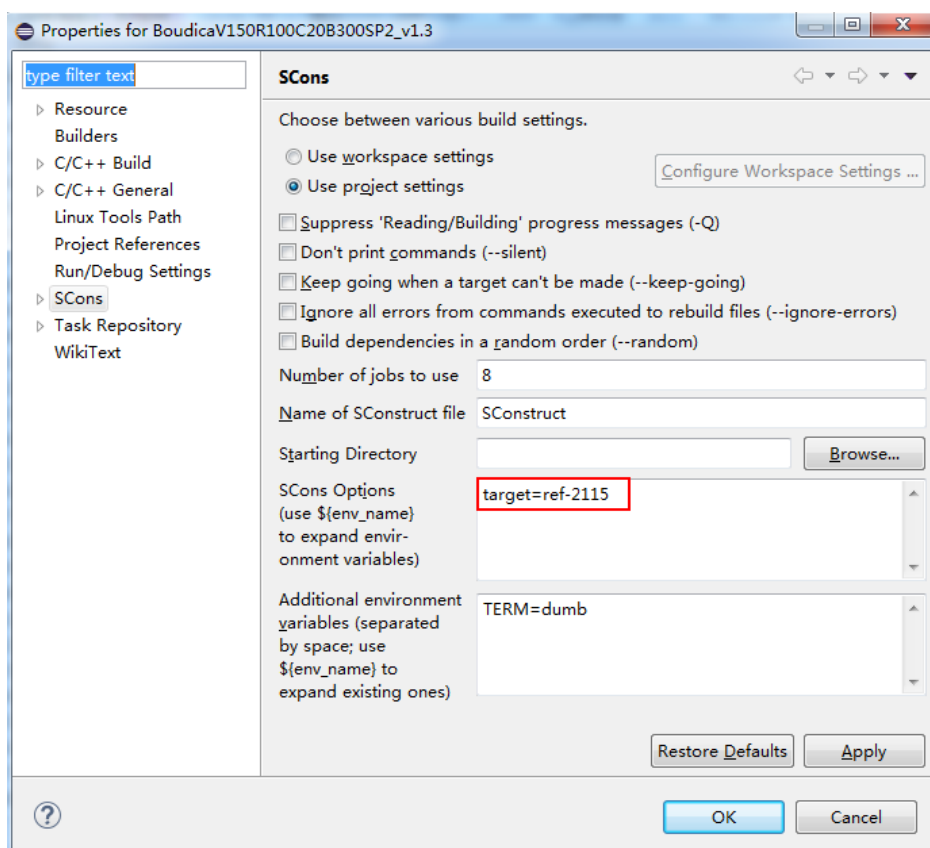 Properties for BoudicaV150R100C20B300SP2_v1.3
type filter text
Resource
Builders
C/C++ Build
C/C++ General
Linux Tools Path
Project References
Run/Debug Settings
SCons
Task Repository
WikiText
SCons
Choose between various build settings.
Use workspace settings
Configure Workspace Settings ...
Use project settings
Suppress 'Reading/Building' progress messages (-Q)
Don't print commands (--silent)
Keep going when a target can't be made (--keep-going)
Ignore all errors from commands executed to rebuild files (--ignore-errors)
Build dependencies in a random order (--random)
Number of jobs to use 8
Name of SConstruct file SConstruct
Starting Directory Browse...
SCons Options
(use ${env_name}
to expand envir-
onment variables)
target=ref-2115
Additional environment
variables (separated
by space; use
${env_name} to
expand existing ones)
TERM=dumb
Restore Defaults Apply
? OK Cancel